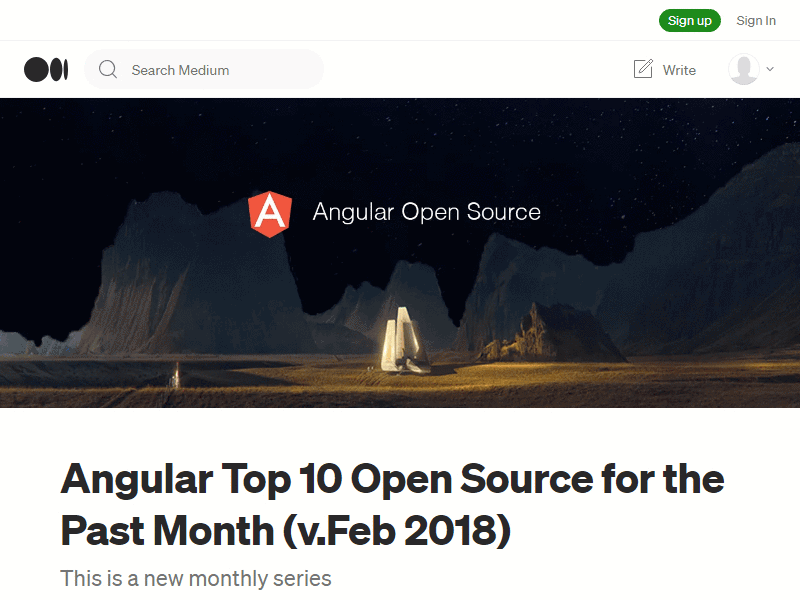 Sign up
Sign In
Search Medium
Write
Angular Open Source
Angular Top 10 Open Source for the
Past Month (v.Feb 2018)
This is a new monthly series